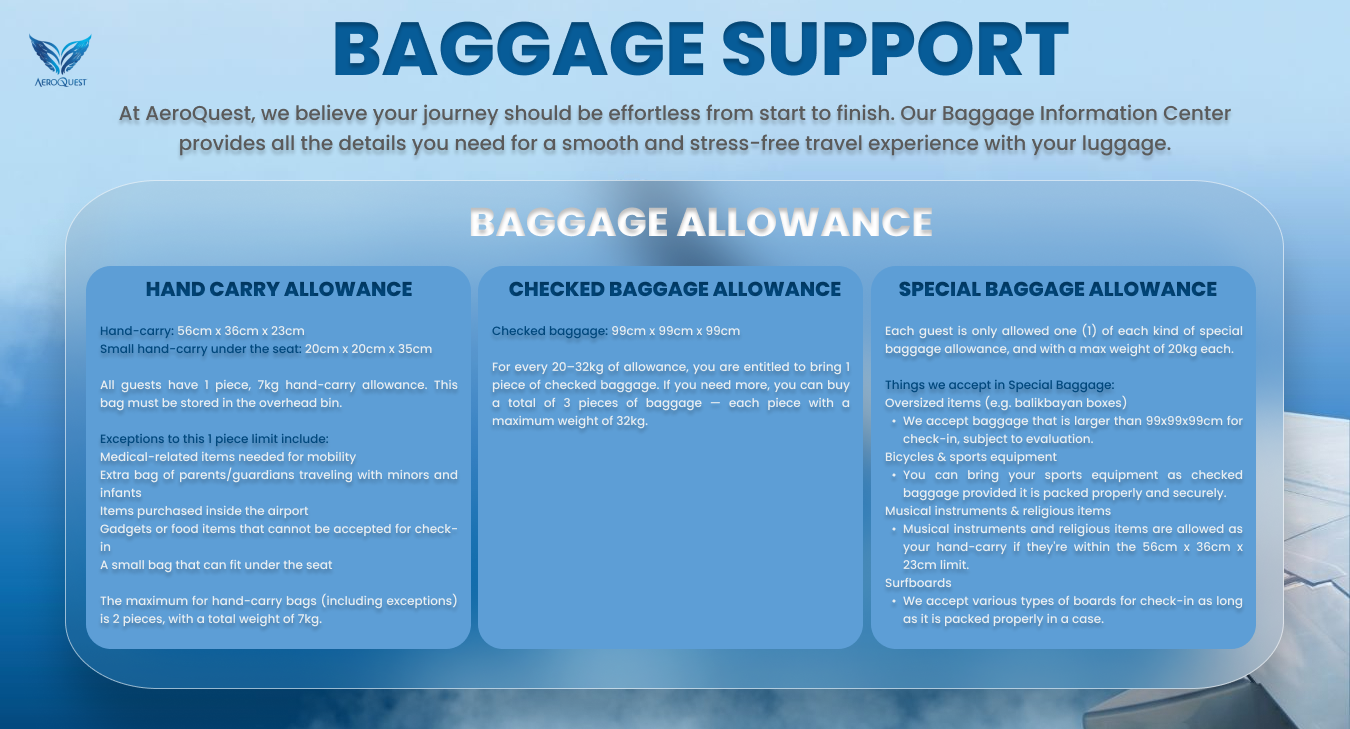 AEROQUEST
BAGGAGE SUPPORT
At AeroQuest, we believe your journey should be effortless from start to finish. Our Baggage Information Center
provides all the details you need for a smooth and stress-free travel experience with your luggage.
BAGGAGE ALLOWANCE
HAND CARRY ALLOWANCE
Hand-carry: 56cm x 36cm x 23cm
Small hand-carry under the seat: 20cm x 20cm x 35cm
All guests have 1 piece, 7kg hand-carry allowance. This
bag must be stored in the overhead bin.
Exceptions to this 1 piece limit include:
Medical-related items needed for mobility
Extra bag of parents/guardians traveling with minors and
infants
Items purchased inside the airport
Gadgets or food items that cannot be accepted for check-
in
A small bag that can fit under the seat
The maximum for hand-carry bags (including exceptions)
is 2 pieces, with a total weight of 7kg.
CHECKED BAGGAGE ALLOWANCE
Checked baggage: 99cm x 99cm x 99cm
For every 20–32kg of allowance, you are entitled to bring 1
piece of checked baggage. If you need more, you can buy
a total of 3 pieces of baggage — each piece with a
maximum weight of 32kg.
SPECIAL BAGGAGE ALLOWANCE
Each guest is only allowed one (1) of each kind of special
baggage allowance, and with a max weight of 20kg each.
Things we accept in Special Baggage:
Oversized items (e.g. balikbayan boxes)
• We accept baggage that is larger than 99x99x99cm for
check-in, subject to evaluation.
Bicycles & sports equipment
• You can bring your sports equipment as checked
baggage provided it is packed properly and securely.
Musical instruments & religious items
• Musical instruments and religious items are allowed as
your hand-carry if they're within the 56cm x 36cm x
23cm limit.
Surfboards
• We accept various types of boards for check-in as long
as it is packed properly in a case.